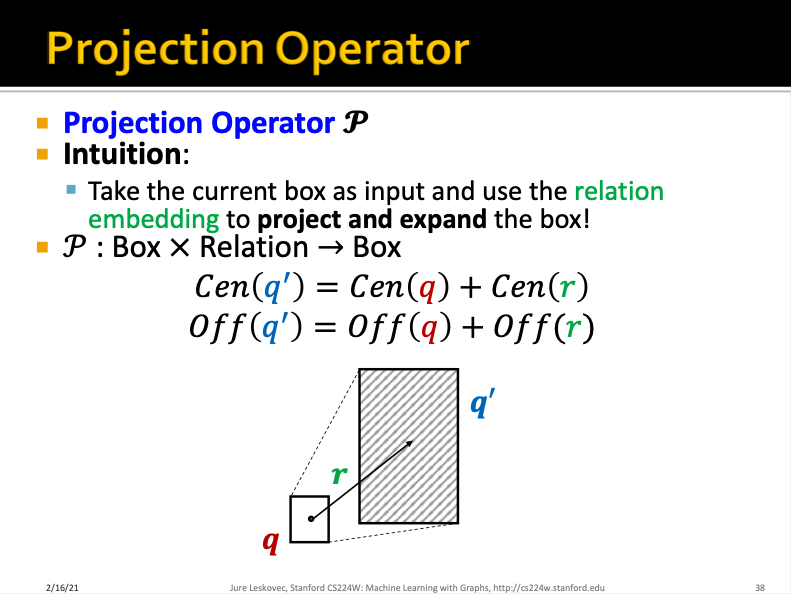 Projection Operator
Projection Operator 𝒫
Intuition:
Take the current box as input and use the relation
embedding to project and expand the box!
𝒫 : Box × Relation → Box
Cen(q′) = Cen(q) + Cen(r)
Off(q′) = Off(q) + Off(r)
q′
r
q
2/16/21
Jure Leskovec, Stanford CS224W: Machine Learning with Graphs, http://cs224w.stanford.edu
38